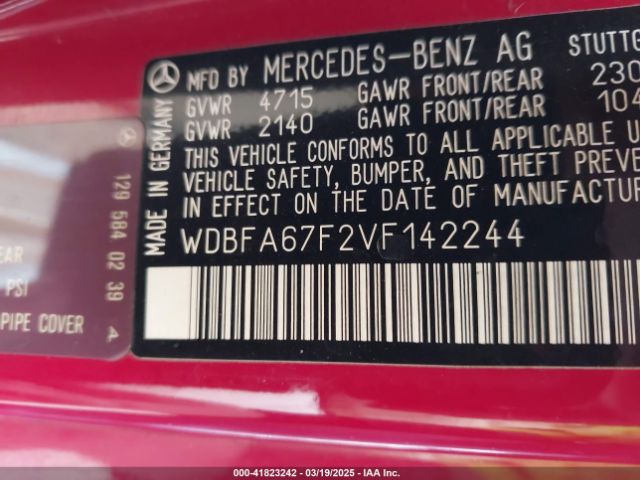 MFD BY MERCEDES-BENZ AG STUTTG
GVWR 4715 GAWR FRONT/REAR 230
GVWR 2140 GAWR FRONT/REAR 104
THIS VEHICLE CONFORMS TO ALL APPLICABLE U
VEHICLE SAFETY, BUMPER, AND THEFT PREVE
IN EFFECT ON THE DATE OF MANUFACTUR
WDBFA67F2VF142244
MADE IN GERMANY
129 584 02 39 4
EAR
PSI
PIPE COVER
000-41823242 - 03/19/2025 - IAA Inc.